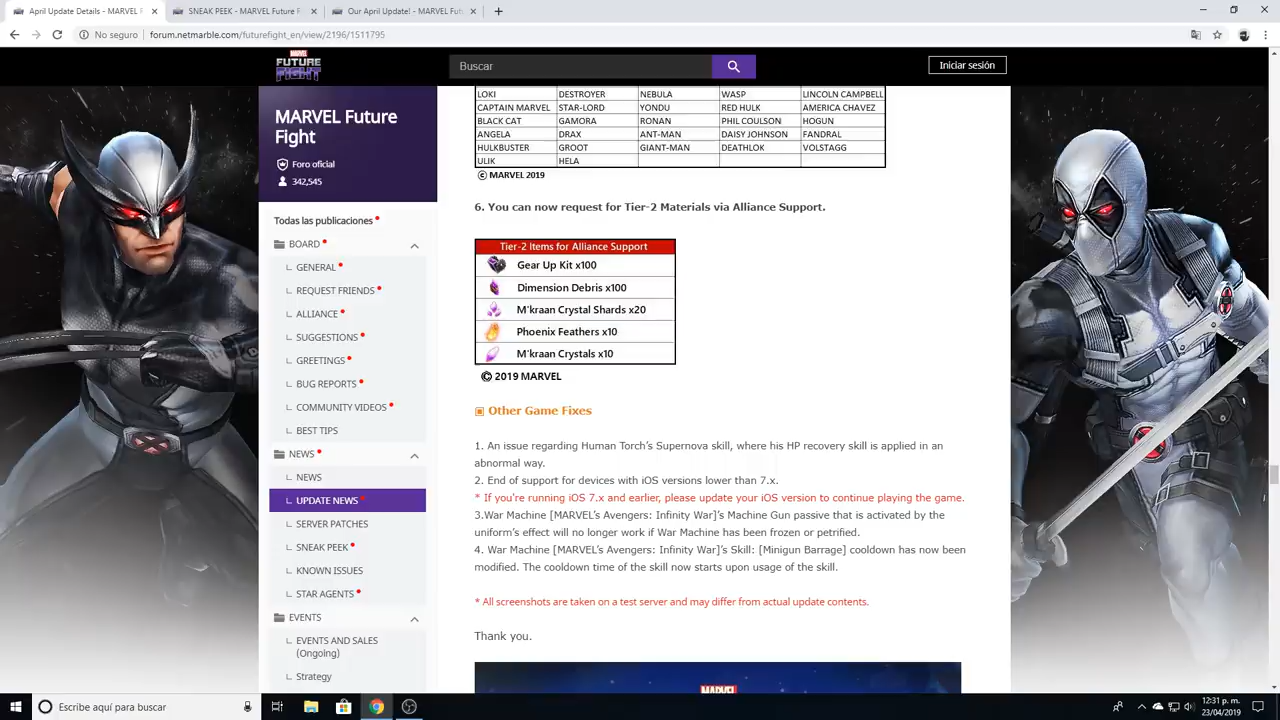 April Update Details - MARVEL F
SNEAK PEEK - MARVEL Future F
Our April Update! - MARVEL Fut
No seguro
forum.netmarble.com/futurefight_en/view/2196/1511795
MARVEL
FUTURE
FIGHT
Buscar
Iniciar sesión
MARVEL Future
Fight
Foro oficial
342,545
Todas las publicaciones
BOARD
GENERAL
REQUEST FRIENDS
ALLIANCE
SUGGESTIONS
GREETINGS
BUG REPORTS
COMMUNITY VIDEOS
BEST TIPS
NEWS
NEWS
UPDATE NEWS
SERVER PATCHES
SNEAK PEEK
KNOWN ISSUES
STAR AGENTS
EVENTS
EVENTS AND SALES
(Ongoing)
Strategy
LOKI DESTROYER NEBULA WASP LINCOLN CAMPBELL
CAPTAIN MARVEL STAR-LORD YONDU RED HULK AMERICA CHAVEZ
BLACK CAT GAMORA RONAN PHIL COULSON HOGUN
ANGELA DRAX ANT-MAN DAISY JOHNSON FANDRAL
HULKBUSTER GROOT GIANT-MAN DEATHLOK VOLSTAGG
ULIK HELA
© MARVEL 2019
6. You can now request for Tier-2 Materials via Alliance Support.
Tier-2 Items for Alliance Support
Gear Up Kit x100
Dimension Debris x100
M'kraan Crystal Shards x20
Phoenix Feathers x10
M'kraan Crystals x10
© 2019 MARVEL
▣ Other Game Fixes
1. An issue regarding Human Torch's Supernova skill, where his HP recovery skill is applied in an
abnormal way.
2. End of support for devices with iOS versions lower than 7.x.
* If you're running iOS 7.x and earlier, please update your iOS version to continue playing the game.
3.War Machine [MARVEL's Avengers: Infinity War]'s Machine Gun passive that is activated by the
uniform's effect will no longer work if War Machine has been frozen or petrified.
4. War Machine [MARVEL's Avengers: Infinity War]'s Skill: [Minigun Barrage] cooldown has now been
modified. The cooldown time of the skill now starts upon usage of the skill.
* All screenshots are taken on a test server and may differ from actual update contents.
Thank you.
MARVEL
Escribe aquí para buscar
12:31 p. m.
23/04/2019